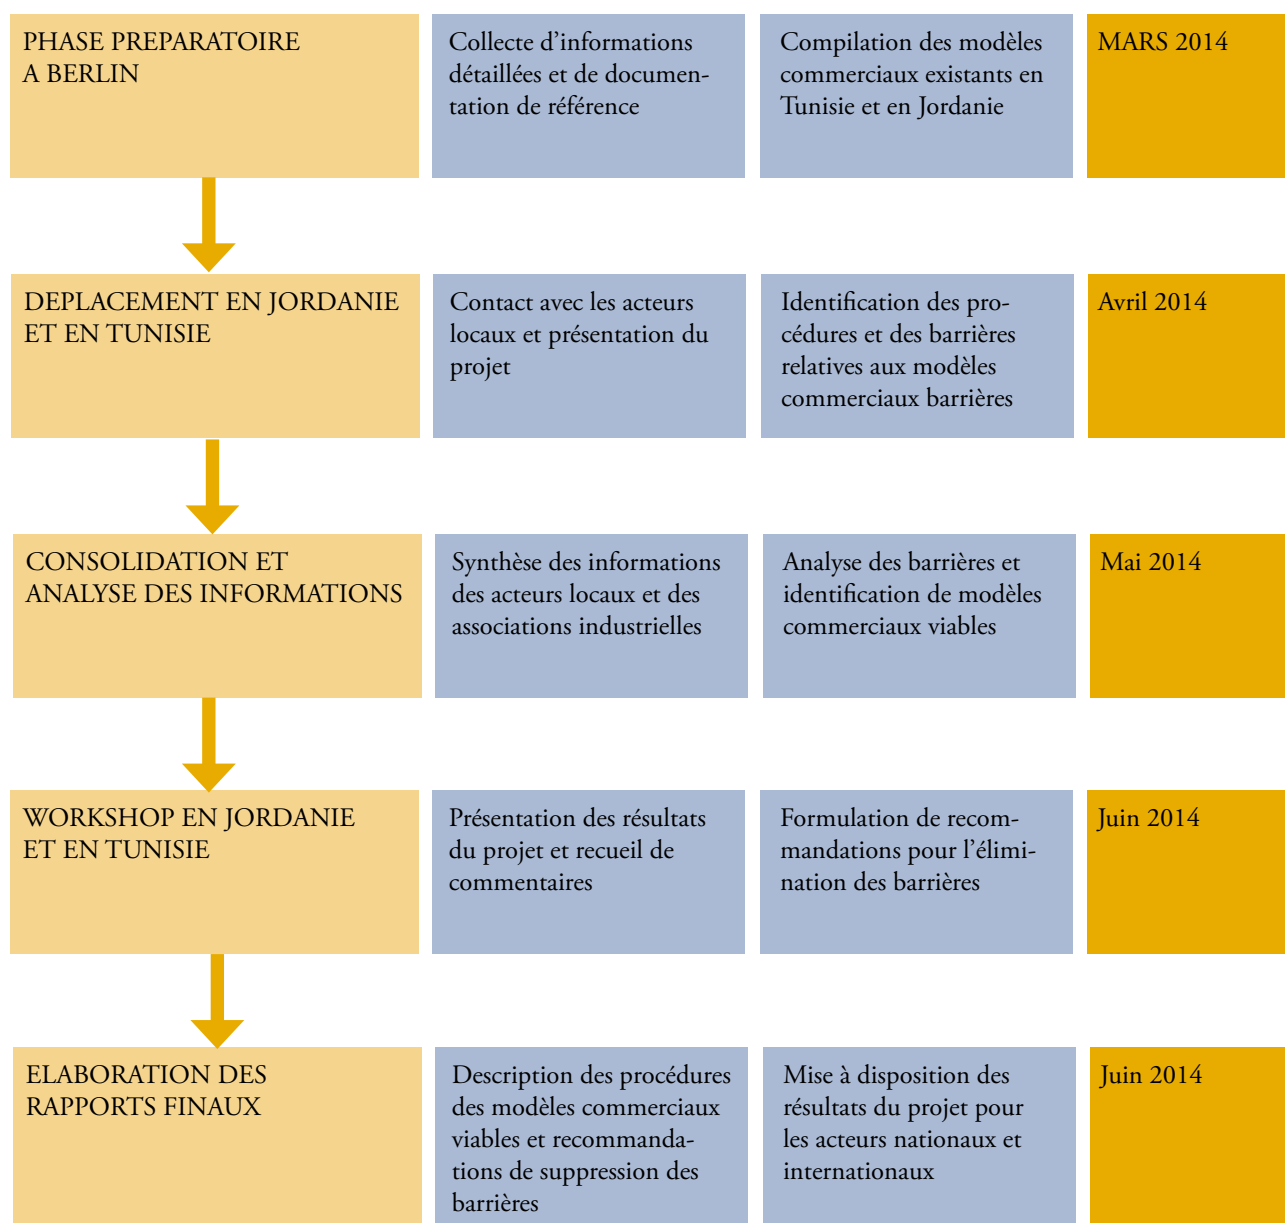 PHASE PREPARATOIRE
A BERLIN
Collecte d’informations
détaillées et de documen-
tation de référence
Compilation des modèles
commerciaux existants en
Tunisie et en Jordanie
MARS 2014
DEPLACEMENT EN JORDANIE
ET EN TUNISIE
Contact avec les acteurs
locaux et présentation du
projet
Identification des pro-
cédures et des barrières
relatives aux modèles
commerciaux barrières
Avril 2014
CONSOLIDATION ET
ANALYSE DES INFORMATIONS
Synthèse des informations
des acteurs locaux et des
associations industrielles
Analyse des barrières et
identification de modèles
commerciaux viables
Mai 2014
WORKSHOP EN JORDANIE
ET EN TUNISIE
Présentation des résultats
du projet et recueil de
commentaires
Formulation de recom-
mandations pour l’élimi-
nation des barrières
Juin 2014
ELABORATION DES
RAPPORTS FINAUX
Description des procédures
des modèles commerciaux
viables et recommanda-
tions de suppression des
barrières
Mise à disposition des
résultats du projet pour
les acteurs nationaux et
internationaux
Juin 2014